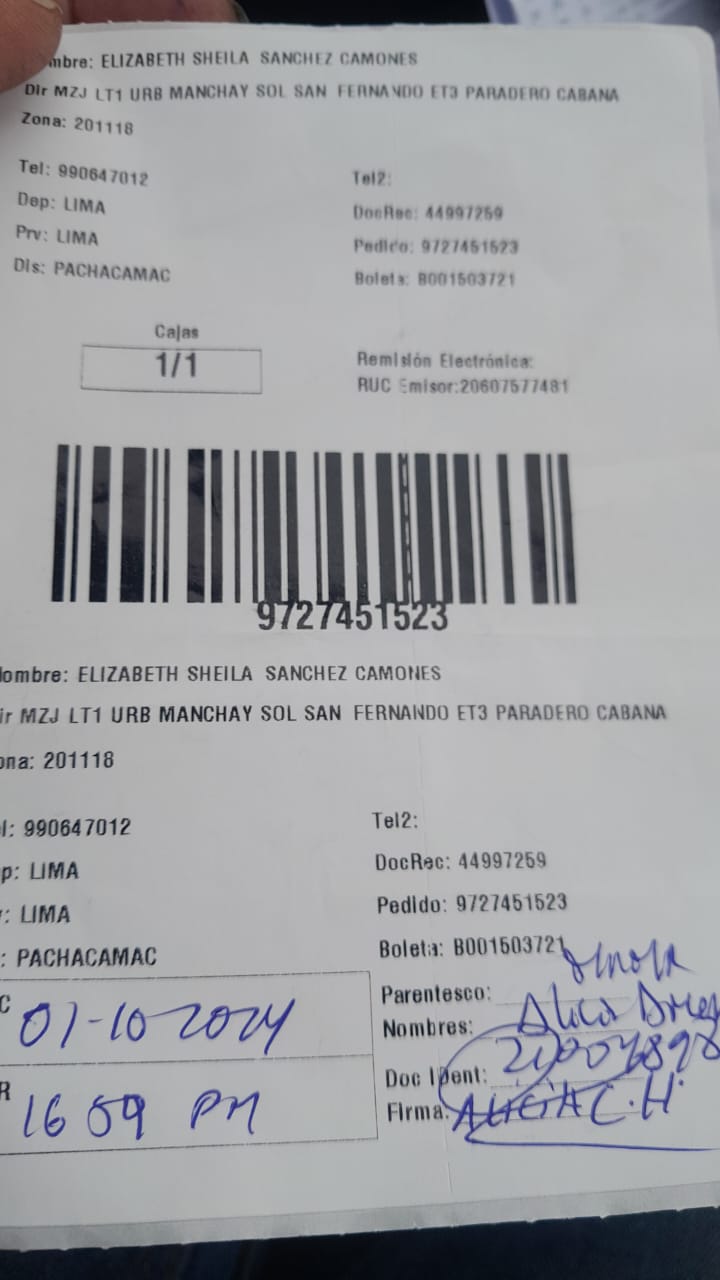 mbre: ELIZABETH SHEILA SANCHEZ CAMONES
Dir MZJ LT1 URB MANCHAY SOL SAN FERNANDO ET3 PARADERO CABANA
Zona: 201118
Tel: 990647012 Tel2:
Dep: LIMA DocRec: 44997259
Prv: LIMA Pedido: 9727451523
Dis: PACHACAMAC Boleta: B001503721
Cajas
1/1
Remisión Electrónica:
RUC Emisor:20607577481
9727451523
ombre: ELIZABETH SHEILA SANCHEZ CAMONES
ir MZJ LT1 URB MANCHAY SOL SAN FERNANDO ET3 PARADERO CABANA
ona: 201118
l: 990647012 Tel2:
p: LIMA DocRec: 44997259
: LIMA Pedido: 9727451523
: PACHACAMAC Boleta: B001503721
Parentesco:
C 01-10-2024 Nombres:
Doc Ident:
R 16 09 PM Firma: ALICIA C.H.